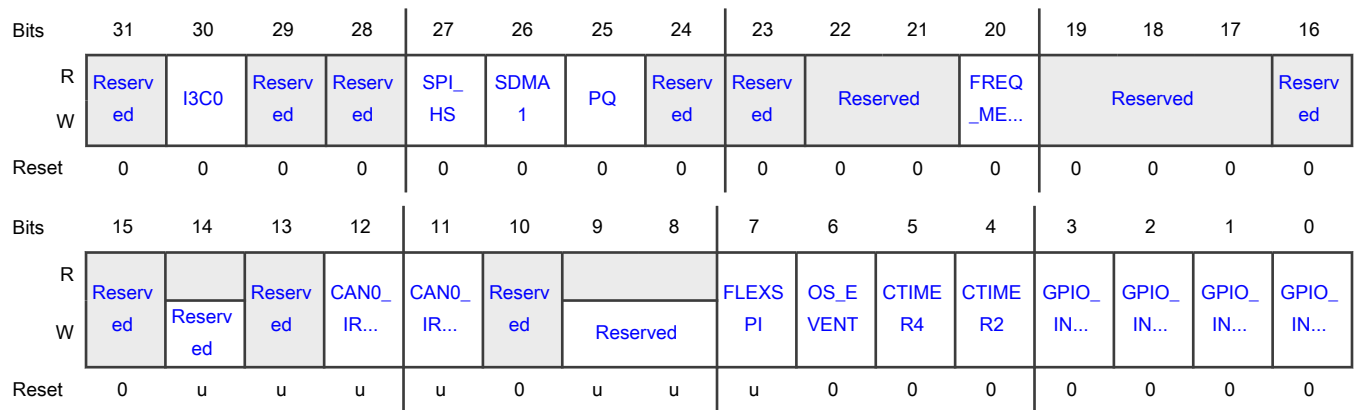 Bits 31 30 29 28 27 26 25 24 23 22 21 20 19 18 17 16
R Reserv I3C0 Reserv Reserv SPI_ SDMA PQ Reserv Reserv Reserved FREQ Reserved Reserv
W ed ed ed HS 1 ed ed _ME... ed
Reset 0 0 0 0 0 0 0 0 0 0 0 0 0 0 0 0
Bits 15 14 13 12 11 10 9 8 7 6 5 4 3 2 1 0
R Reserv Reserv CAN0_ CAN0_ Reserv FLEXS OS_E CTIME CTIME GPIO_ GPIO_ GPIO_ GPIO_
W ed Reserv ed IR... IR... ed Reserved PI VENT R4 R2 IN... IN... IN... IN...
ed
Reset 0 u u u u 0 u u u 0 0 0 0 0 0 0